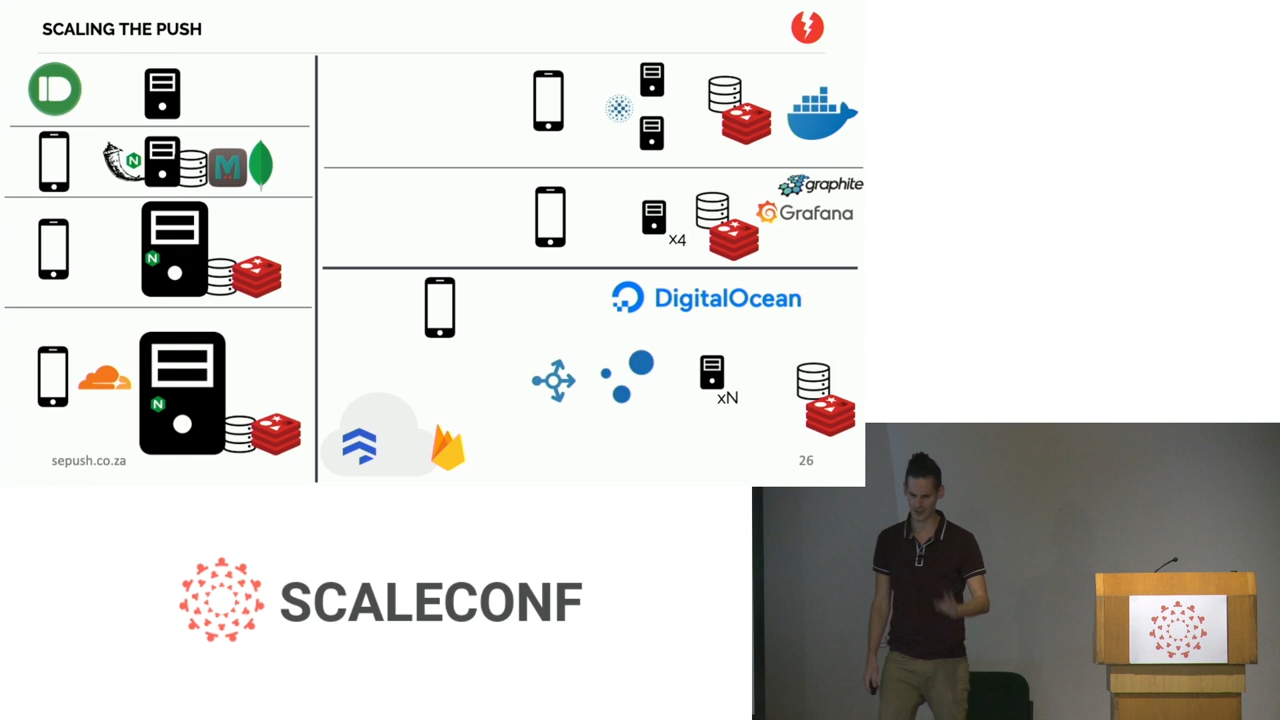 SCALING THE PUSH
N
M
N
N
sepush.co.za
graphite
Grafana
x4
DigitalOcean
xN
26
SCALECONF